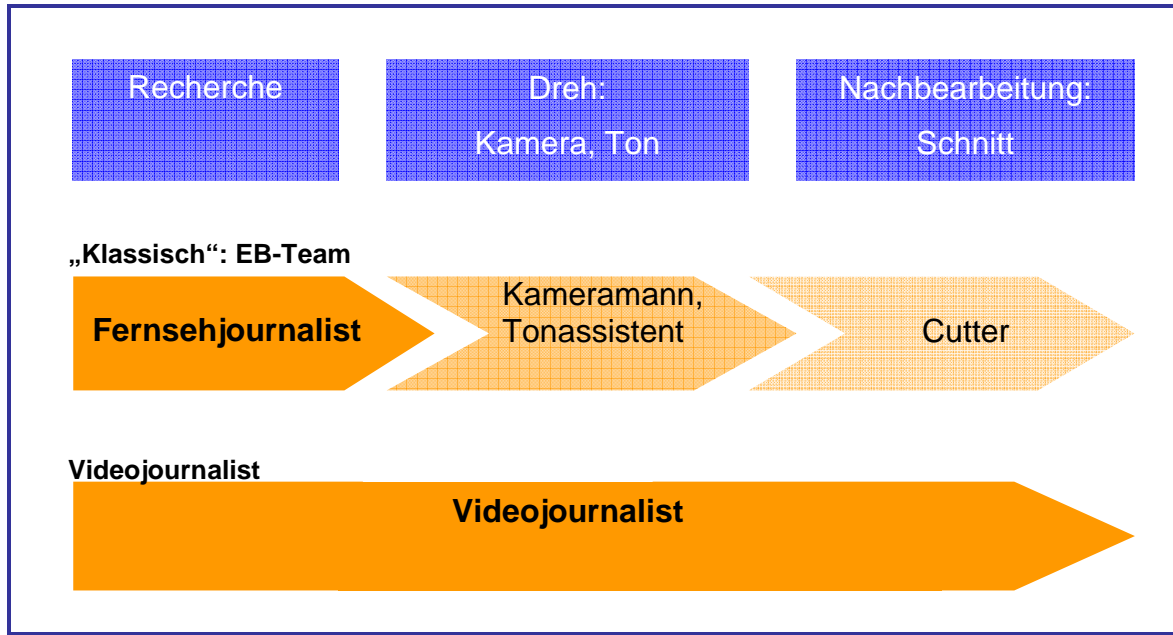 Recherche
Dreh:
Kamera, Ton
Nachbearbeitung:
Schnitt
„Klassisch“: EB-Team
Fernsehjournalist
Kameramann,
Tonassistent
Cutter
Videojournalist
Videojournalist